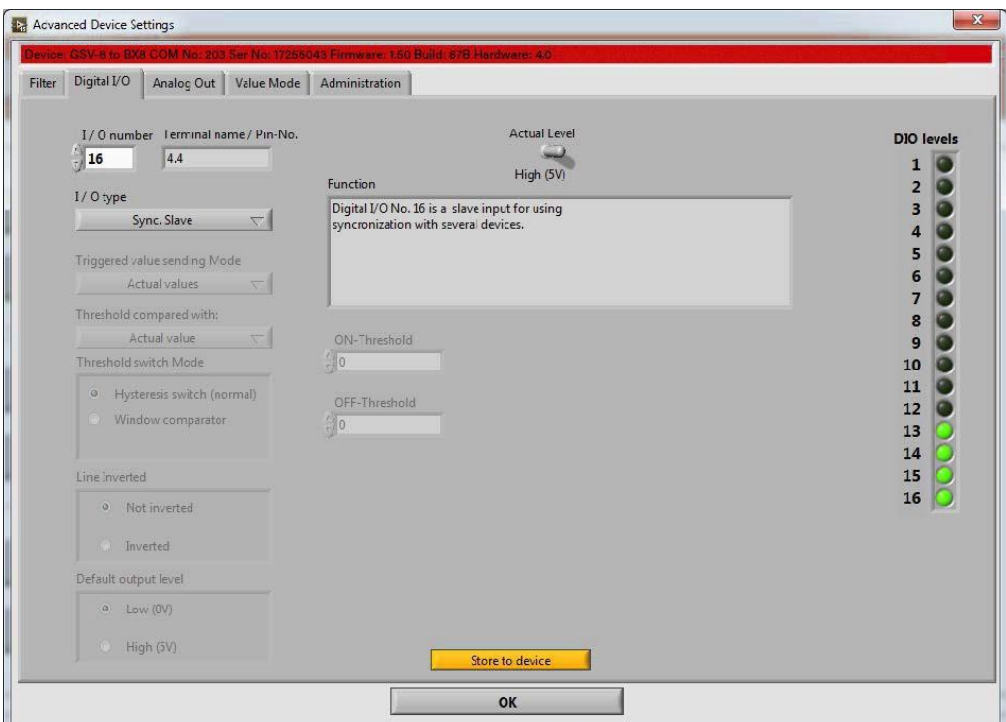 Advanced Device Settings
x
Device: GSV-8 to BX8 COM No: 203 Ser No: 17255043 Firmware: 1.50 Build: 67B Hardware: 4.0
Filter Digital I/O Analog Out Value Mode Administration
I / O number Terminal name / Pin-No.
16 4.4
I / O type
Sync. Slave
Triggered value sending Mode
Actual values
Threshold compared with:
Actual value
Threshold switch Mode
Hysteresis switch (normal)
Window comparator
Line inverted
Not inverted
Inverted
Default output level
Low (0V)
High (5V)
Actual Level
High (5V)
Function
Digital I/O No. 16 is a slave input for using
syncronization with several devices.
ON-Threshold
0
OFF-Threshold
0
DIO levels
1
2
3
4
5
6
7
8
9
10
11
12
13
14
15
16
Store to device
OK